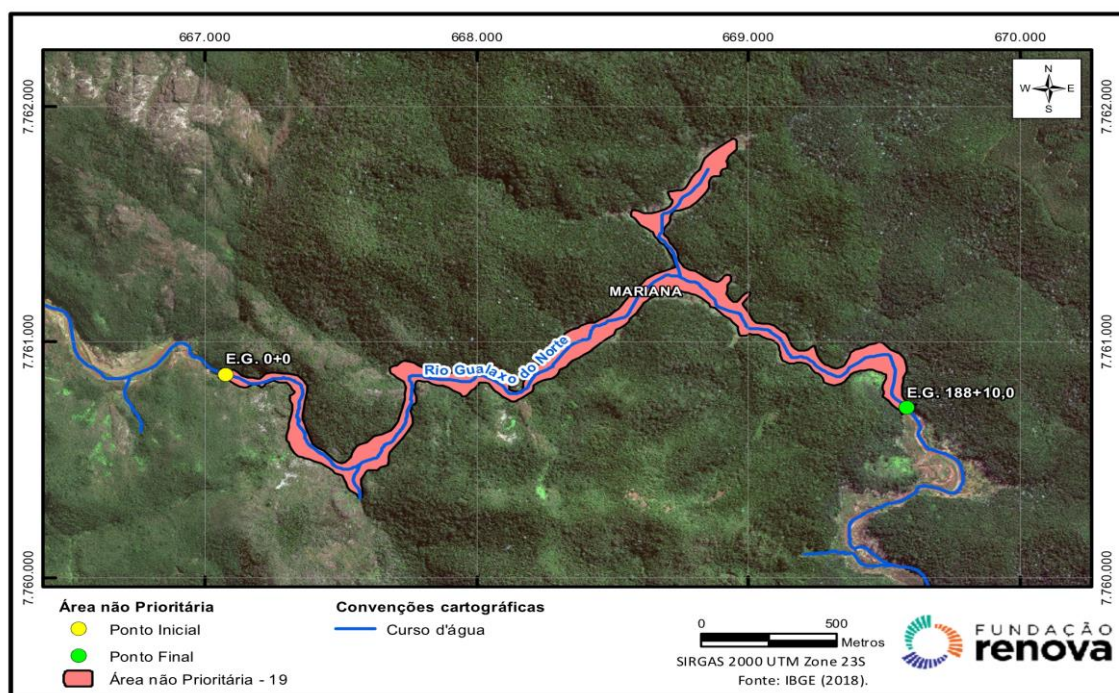 667.000 668.000 669.000 670.000
7.762.000 7.762.000
N
W E
S
MARIANA
7.761.000 7.761.000
E.G. 0+0
Rio Gualaxo do Norte
E.G. 188+10,0
7.760.000 7.760.000
Área não Prioritária
Ponto Inicial
Ponto Final
Área não Prioritária - 19
Convenções cartográficas
Curso d'água
0 500
Metros
SIRGAS 2000 UTM Zone 23S
Fonte: IBGE (2018).
FUNDAÇÃO
renova